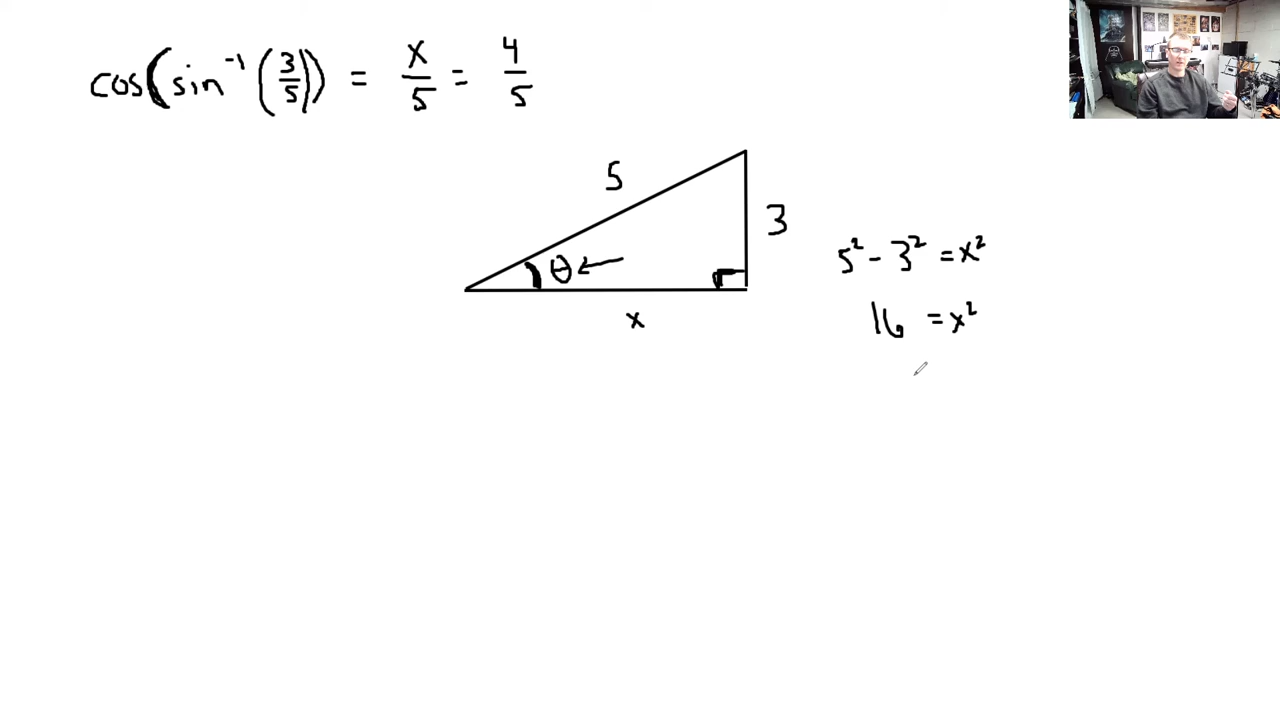 cos(sin⁻¹(3/5)) = x/5 = 4/5
5
3
θ
x
5² - 3² = x²
16 = x²